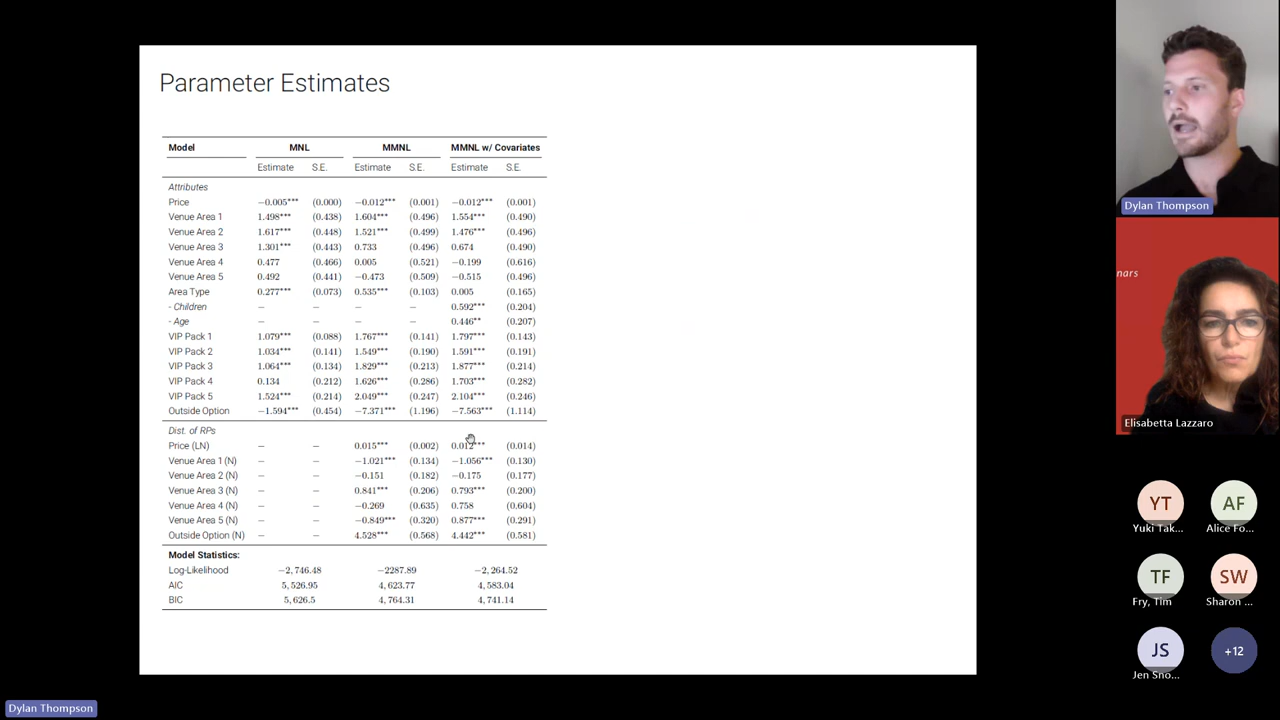 Parameter Estimates
Model MNL MMNL MMNL w/ Covariates
Estimate S.E. Estimate S.E. Estimate S.E.
Attributes
Price −0.005*** (0.000) −0.012*** (0.001) −0.012*** (0.001)
Venue Area 1 1.498*** (0.438) 1.604*** (0.496) 1.554*** (0.490)
Venue Area 2 1.617*** (0.448) 1.521*** (0.499) 1.476*** (0.496)
Venue Area 3 1.301*** (0.443) 0.733 (0.496) 0.674 (0.490)
Venue Area 4 0.477 (0.466) 0.005 (0.521) −0.199 (0.616)
Venue Area 5 0.492 (0.441) −0.473 (0.509) −0.515 (0.496)
Area Type 0.277*** (0.073) 0.535*** (0.103) 0.005 (0.165)
- Children − − − − 0.592*** (0.204)
- Age − − − − 0.446** (0.207)
VIP Pack 1 1.079*** (0.088) 1.767*** (0.141) 1.797*** (0.143)
VIP Pack 2 1.034*** (0.141) 1.549*** (0.190) 1.591*** (0.191)
VIP Pack 3 1.064*** (0.134) 1.829*** (0.213) 1.877*** (0.214)
VIP Pack 4 0.134 (0.212) 1.626*** (0.286) 1.703*** (0.282)
VIP Pack 5 1.524*** (0.214) 2.049*** (0.247) 2.104*** (0.246)
Outside Option −1.594*** (0.454) −7.371*** (1.196) −7.563*** (1.114)
Dist. of RPs
Price (LN) − − 0.015*** (0.002) 0.012*** (0.014)
Venue Area 1 (N) − − −1.021*** (0.134) −1.056*** (0.130)
Venue Area 2 (N) − − −0.151 (0.182) −0.175 (0.177)
Venue Area 3 (N) − − 0.841*** (0.206) 0.793*** (0.200)
Venue Area 4 (N) − − −0.269 (0.635) 0.758 (0.604)
Venue Area 5 (N) − − −0.849*** (0.320) 0.877*** (0.291)
Outside Option (N) − − 4.528*** (0.568) 4.442*** (0.581)
Model Statistics:
Log-Likelihood −2,746.48 −2287.89 −2,264.52
AIC 5,526.95 4,623.77 4,583.04
BIC 5,626.5 4,764.31 4,741.14
Dylan Thompson
nars
Elisabetta Lazzaro
YT AF
Yuki Tak... Alice Fo...
TF SW
Fry, Tim Sharon ...
JS +12
Jen Sno...
Dylan Thompson